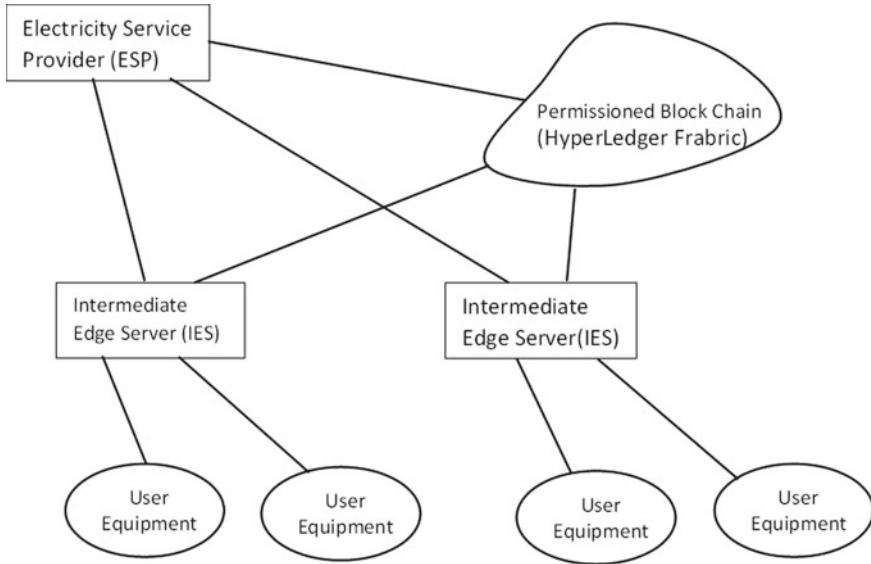 Electricity Service
Provider (ESP)
Permissioned Block Chain
(HyperLedger Frabric)
Intermediate
Edge Server (IES)
Intermediate
Edge Server(IES)
User
Equipment
User
Equipment
User
Equipment
User
Equipment